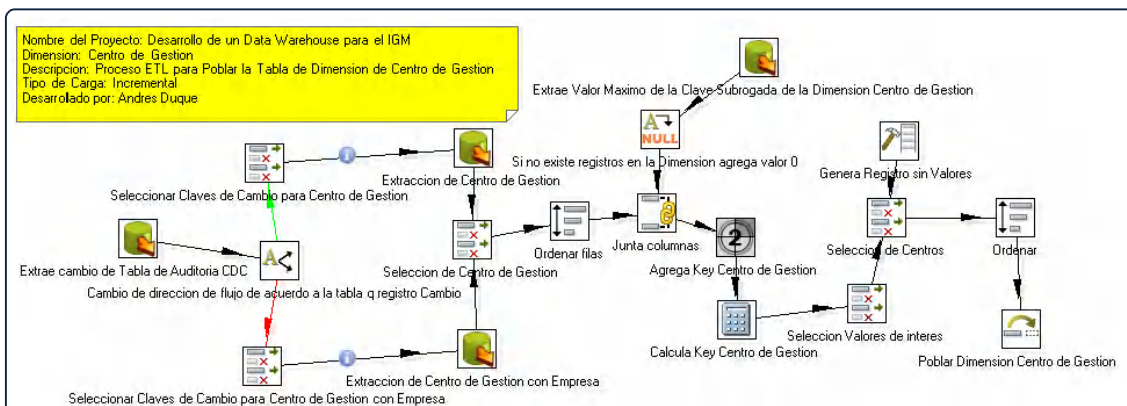 Nombre del Proyecto: Desarrollo de un Data Warehouse para el IGM
Dimension: Centro de Gestion
Descripcion: Proceso ETL para Poblar la Tabla de Dimension de Centro de Gestion
Tipo de Carga: Incremental
Desarrolado por: Andres Duque
Extrae Valor Maximo de la Clave Subrogada de la Dimension Centro de Gestion
A
NULL
Si no existe registros en la Dimension agrega valor 0
Genera Registro sin Valores
Extraccion de Centro de Gestion
Seleccionar Claves de Cambio para Centro de Gestion
Ordenar filas
Junta columnas
Seleccion de Centros
Ordenar
Extrae cambio de Tabla de Auditoria CDC
A
Seleccion de Centro de Gestion
2
Agrega Key Centro de Gestion
Cambio de direccion de flujo de acuerdo a la tabla q registro Cambio
Seleccion Valores de interes
Calcula Key Centro de Gestion
Poblar Dimension Centro de Gestion
Extraccion de Centro de Gestion con Empresa
Seleccionar Claves de Cambio para Centro de Gestion con Empresa